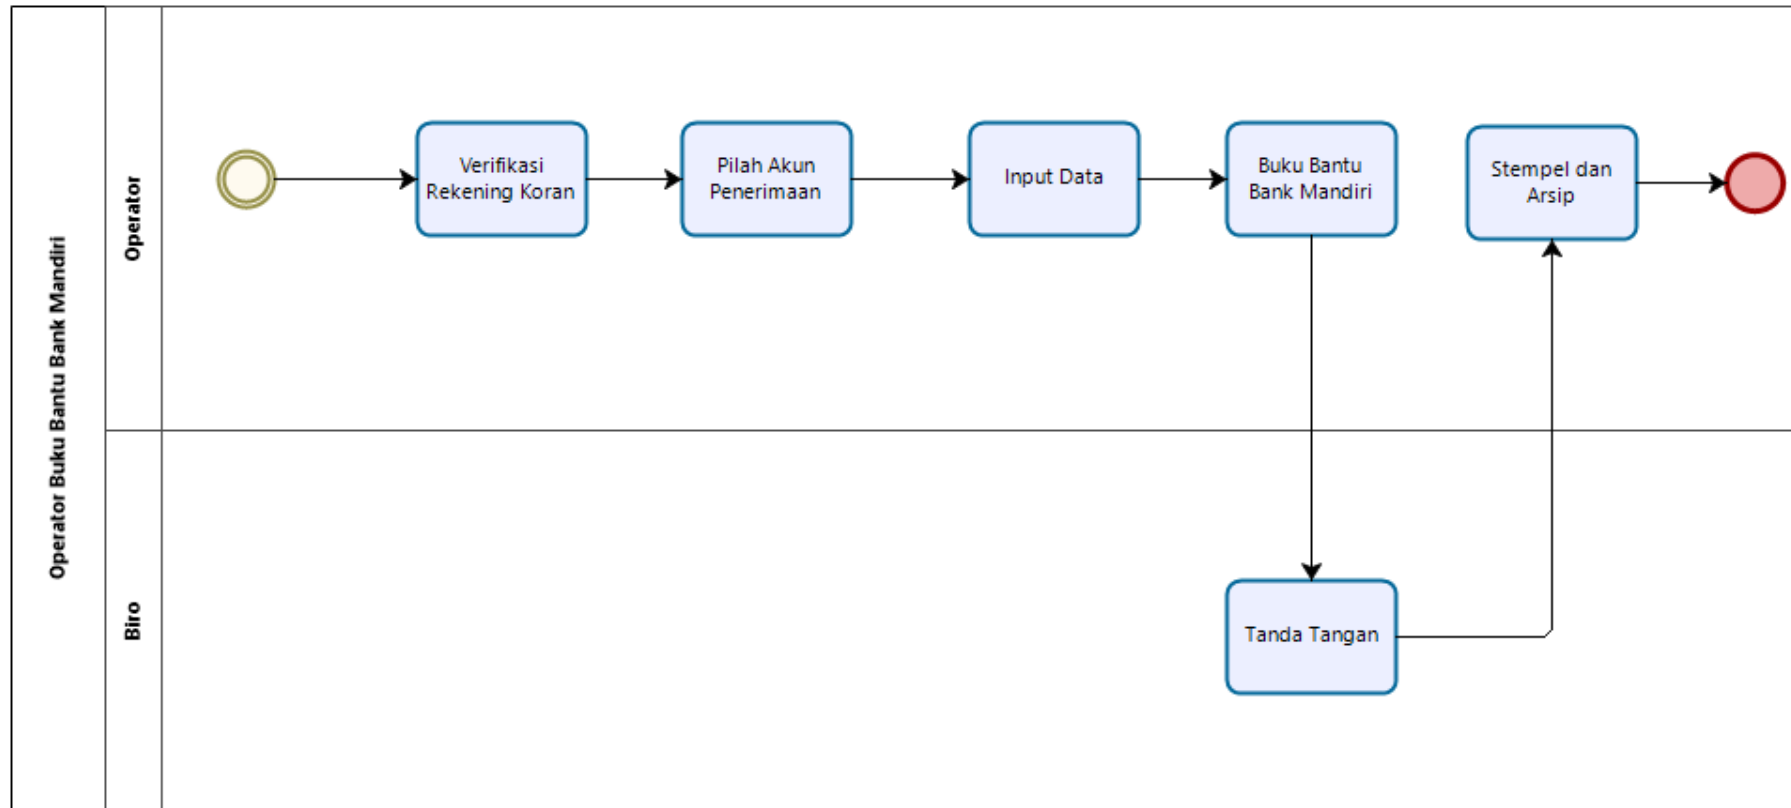 Operator Buku Bantu Bank Mandiri
Operator
Verifikasi
Rekening Koran
Pilah Akun
Penerimaan
Input Data
Buku Bantu
Bank Mandiri
Stempel dan
Arsip
Biro
Tanda Tangan